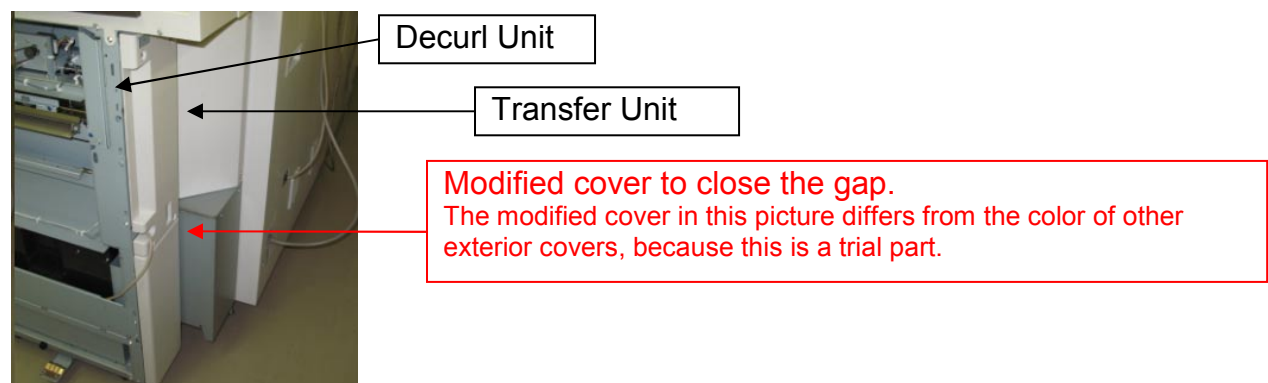 Decurl Unit
Transfer Unit
Modified cover to close the gap.
The modified cover in this picture differs from the color of other
exterior covers, because this is a trial part.